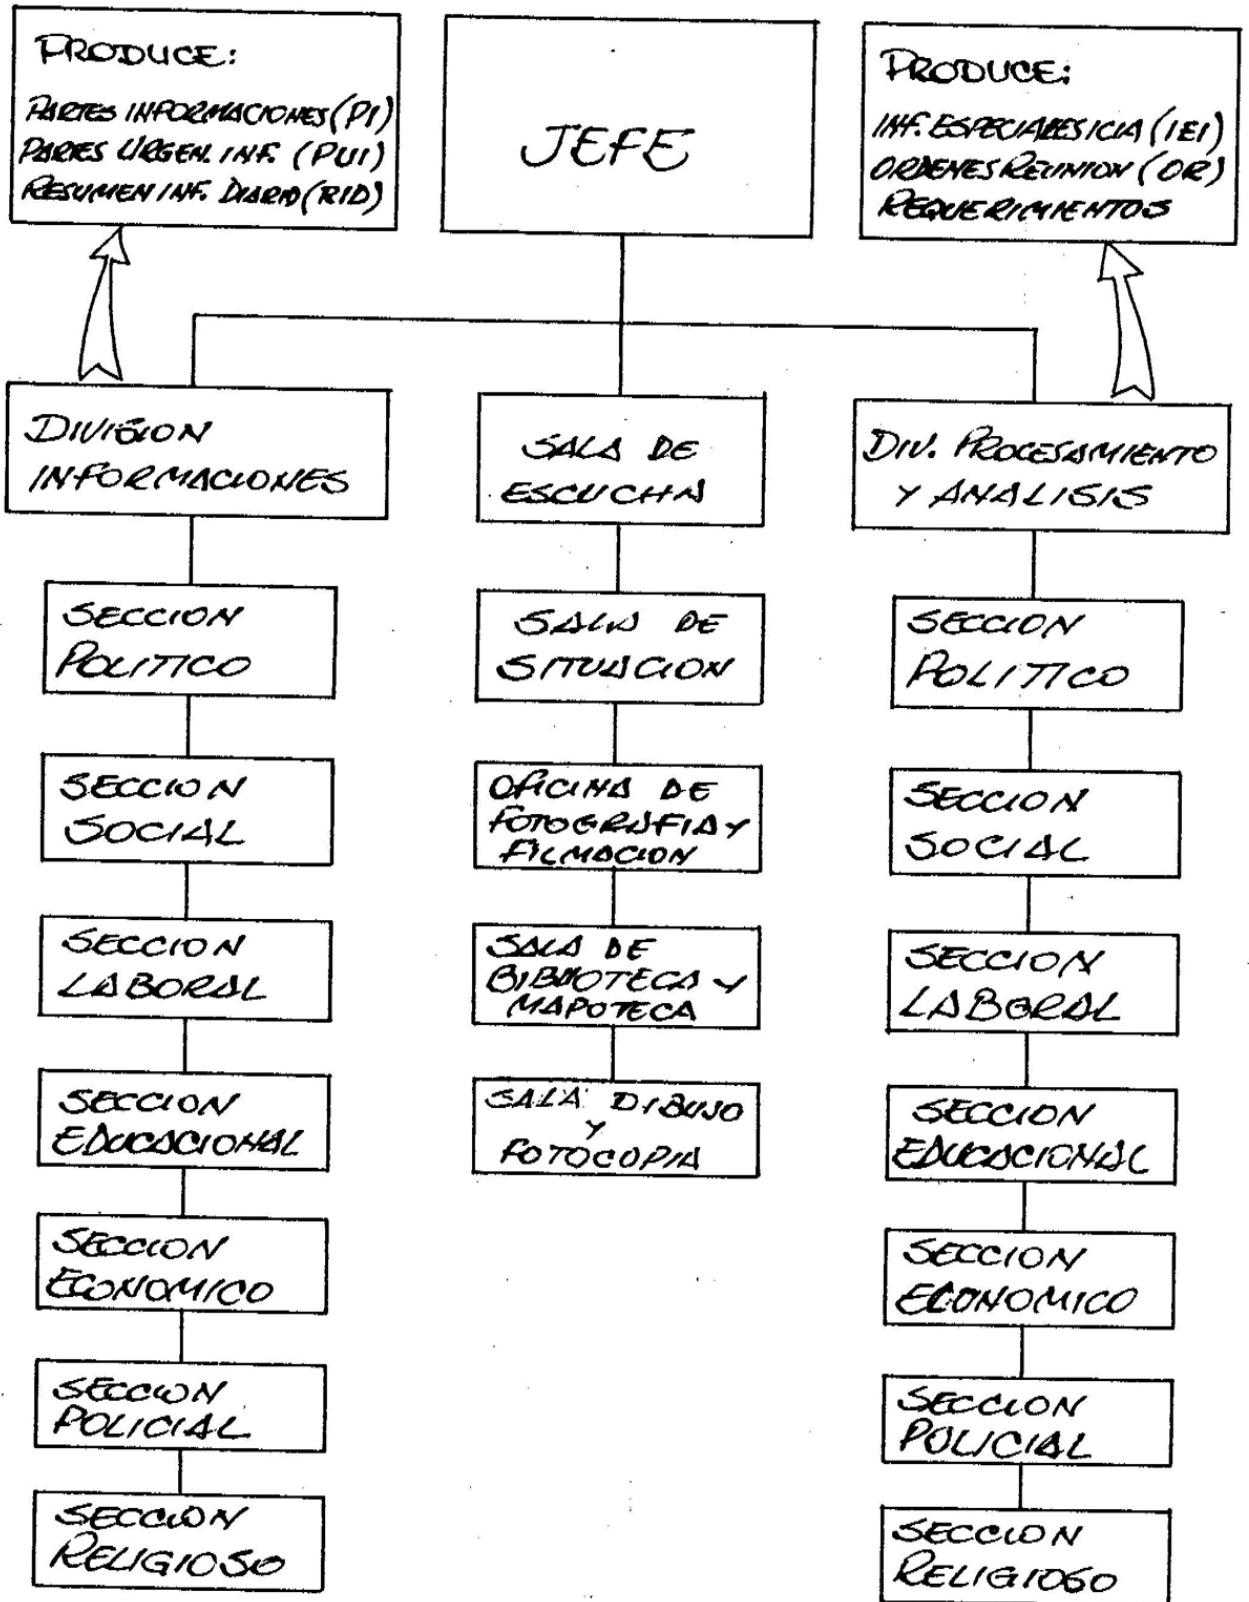 PRODUCE:
PARTES INFORMACIONES (PI)
PARTES URGEN. INF. (PUI)
RESUMEN INF. DIARIO (RID)
JEFE
PRODUCE:
INF. ESPECIALES ICIA (IEI)
ORDENES REUNION (OR)
REQUERIMIENTOS
DIVISION
INFORMACIONES
SECCION
POLITICO
SECCION
SOCIAL
SECCION
LABORAL
SECCION
EDUCACIONAL
SECCION
ECONOMICO
SECCION
POLICIAL
SECCION
RELIGIOSO
SALA DE
ESCUCHA
SALA DE
SITUACION
OFICINA DE
FOTOGRAFIA Y
FILMACION
SALA DE
BIBLIOTECA Y
MAPOTECA
SALA DIBUJO
Y
FOTOCOPIA
DIV. PROCESAMIENTO
Y ANALISIS
SECCION
POLITICO
SECCION
SOCIAL
SECCION
LABORAL
SECCION
EDUCACIONAL
SECCION
ECONOMICO
SECCION
POLICIAL
SECCION
RELIGIOSO